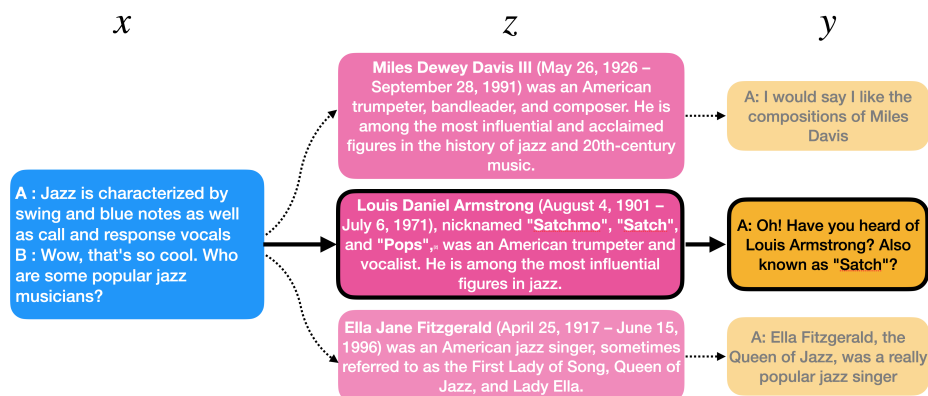 x
z
y
A : Jazz is characterized by
swing and blue notes as well
as call and response vocals
B : Wow, that's so cool. Who
are some popular jazz
musicians?
Miles Dewey Davis III (May 26, 1926 –
September 28, 1991) was an American
trumpeter, bandleader, and composer. He is
among the most influential and acclaimed
figures in the history of jazz and 20th-century
music.
A: I would say I like the
compositions of Miles
Davis
Louis Daniel Armstrong (August 4, 1901 –
July 6, 1971), nicknamed "Satchmo", "Satch",
and "Pops", was an American trumpeter and
vocalist. He is among the most influential
figures in jazz.
A: Oh! Have you heard of
Louis Armstrong? Also
known as "Satch"?
Ella Jane Fitzgerald (April 25, 1917 – June 15,
1996) was an American jazz singer, sometimes
referred to as the First Lady of Song, Queen of
Jazz, and Lady Ella.
A: Ella Fitzgerald, the
Queen of Jazz, was a really
popular jazz singer